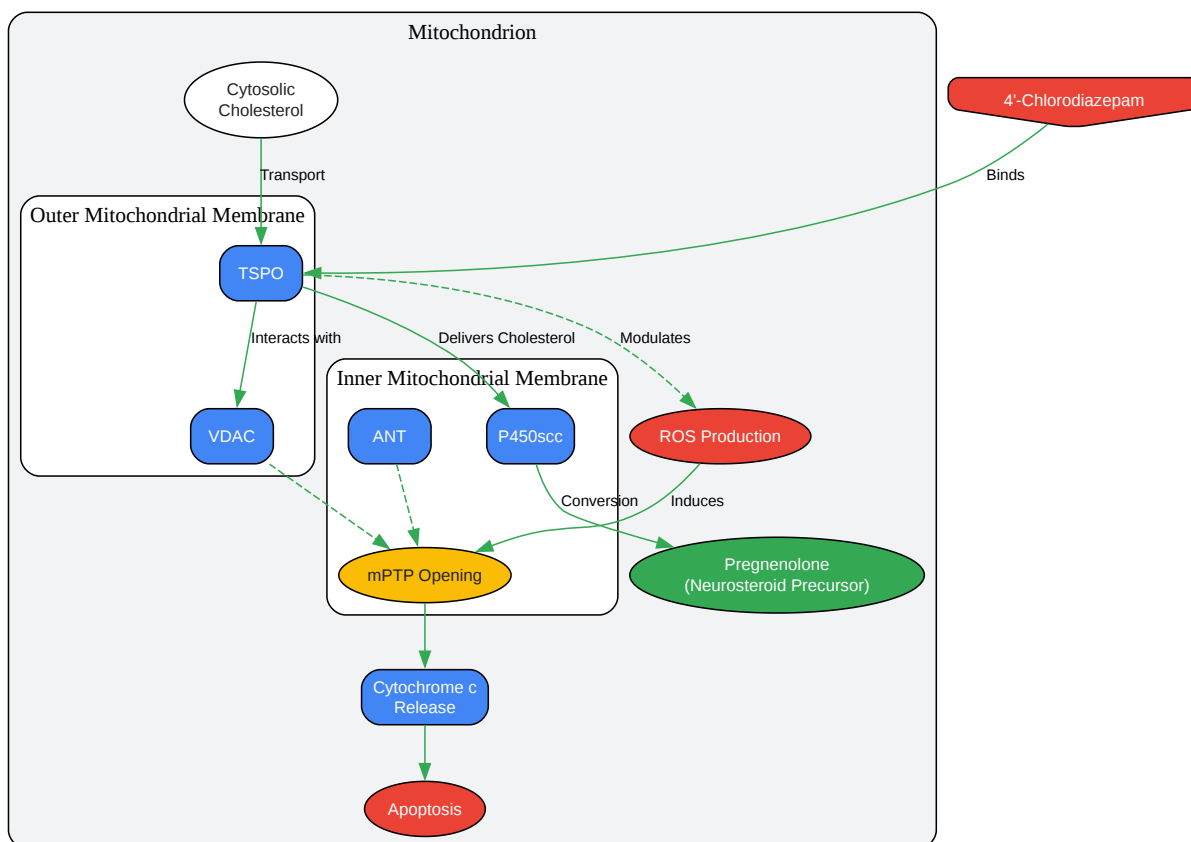 Mitochondrion
Cytosolic
Cholesterol
4'-Chlorodiazepam
Transport
Binds
Outer Mitochondrial Membrane
TSPO
Interacts with
Delivers Cholesterol
Modulates
Inner Mitochondrial Membrane
VDAC
ANT
P450scc
ROS Production
Conversion
Induces
mPTP Opening
Pregnenolone
(Neurosteroid Precursor)
Cytochrome c
Release
Apoptosis